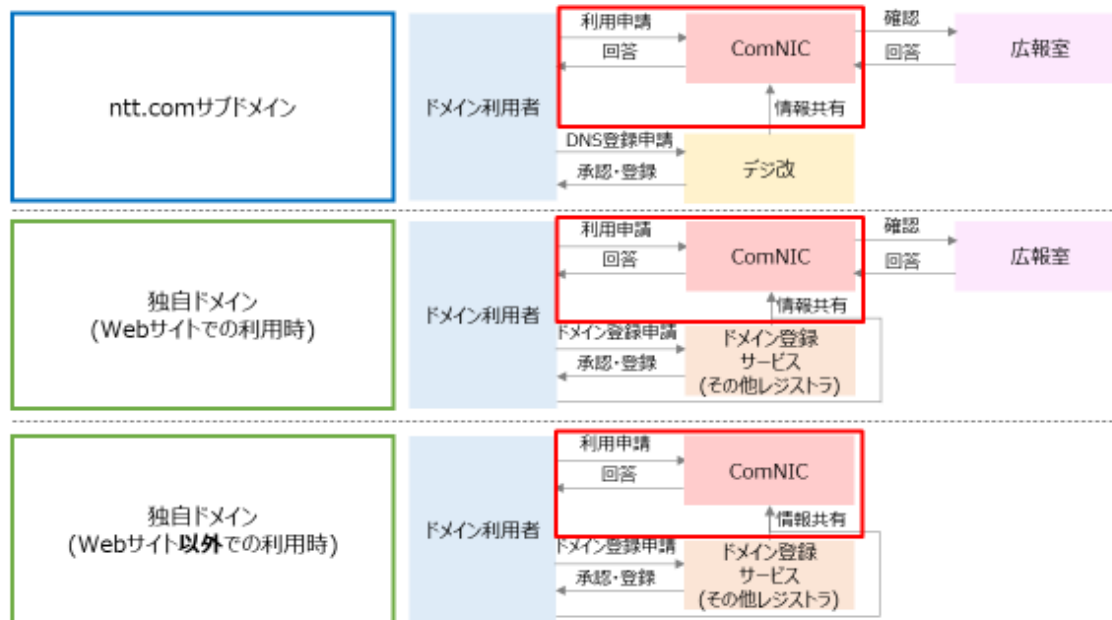 ntt.comサブドメイン
ドメイン利用者
利用申請
回答
ComNIC
確認
回答
広報室
情報共有
DNS登録申請
承認・登録
デジ改
独自ドメイン
(Webサイトでの利用時)
ドメイン利用者
利用申請
回答
ComNIC
確認
回答
広報室
情報共有
ドメイン登録申請
承認・登録
ドメイン登録
サービス
(その他レジストラ)
独自ドメイン
(Webサイト以外での利用時)
ドメイン利用者
利用申請
回答
ComNIC
情報共有
ドメイン登録申請
承認・登録
ドメイン登録
サービス
(その他レジストラ)